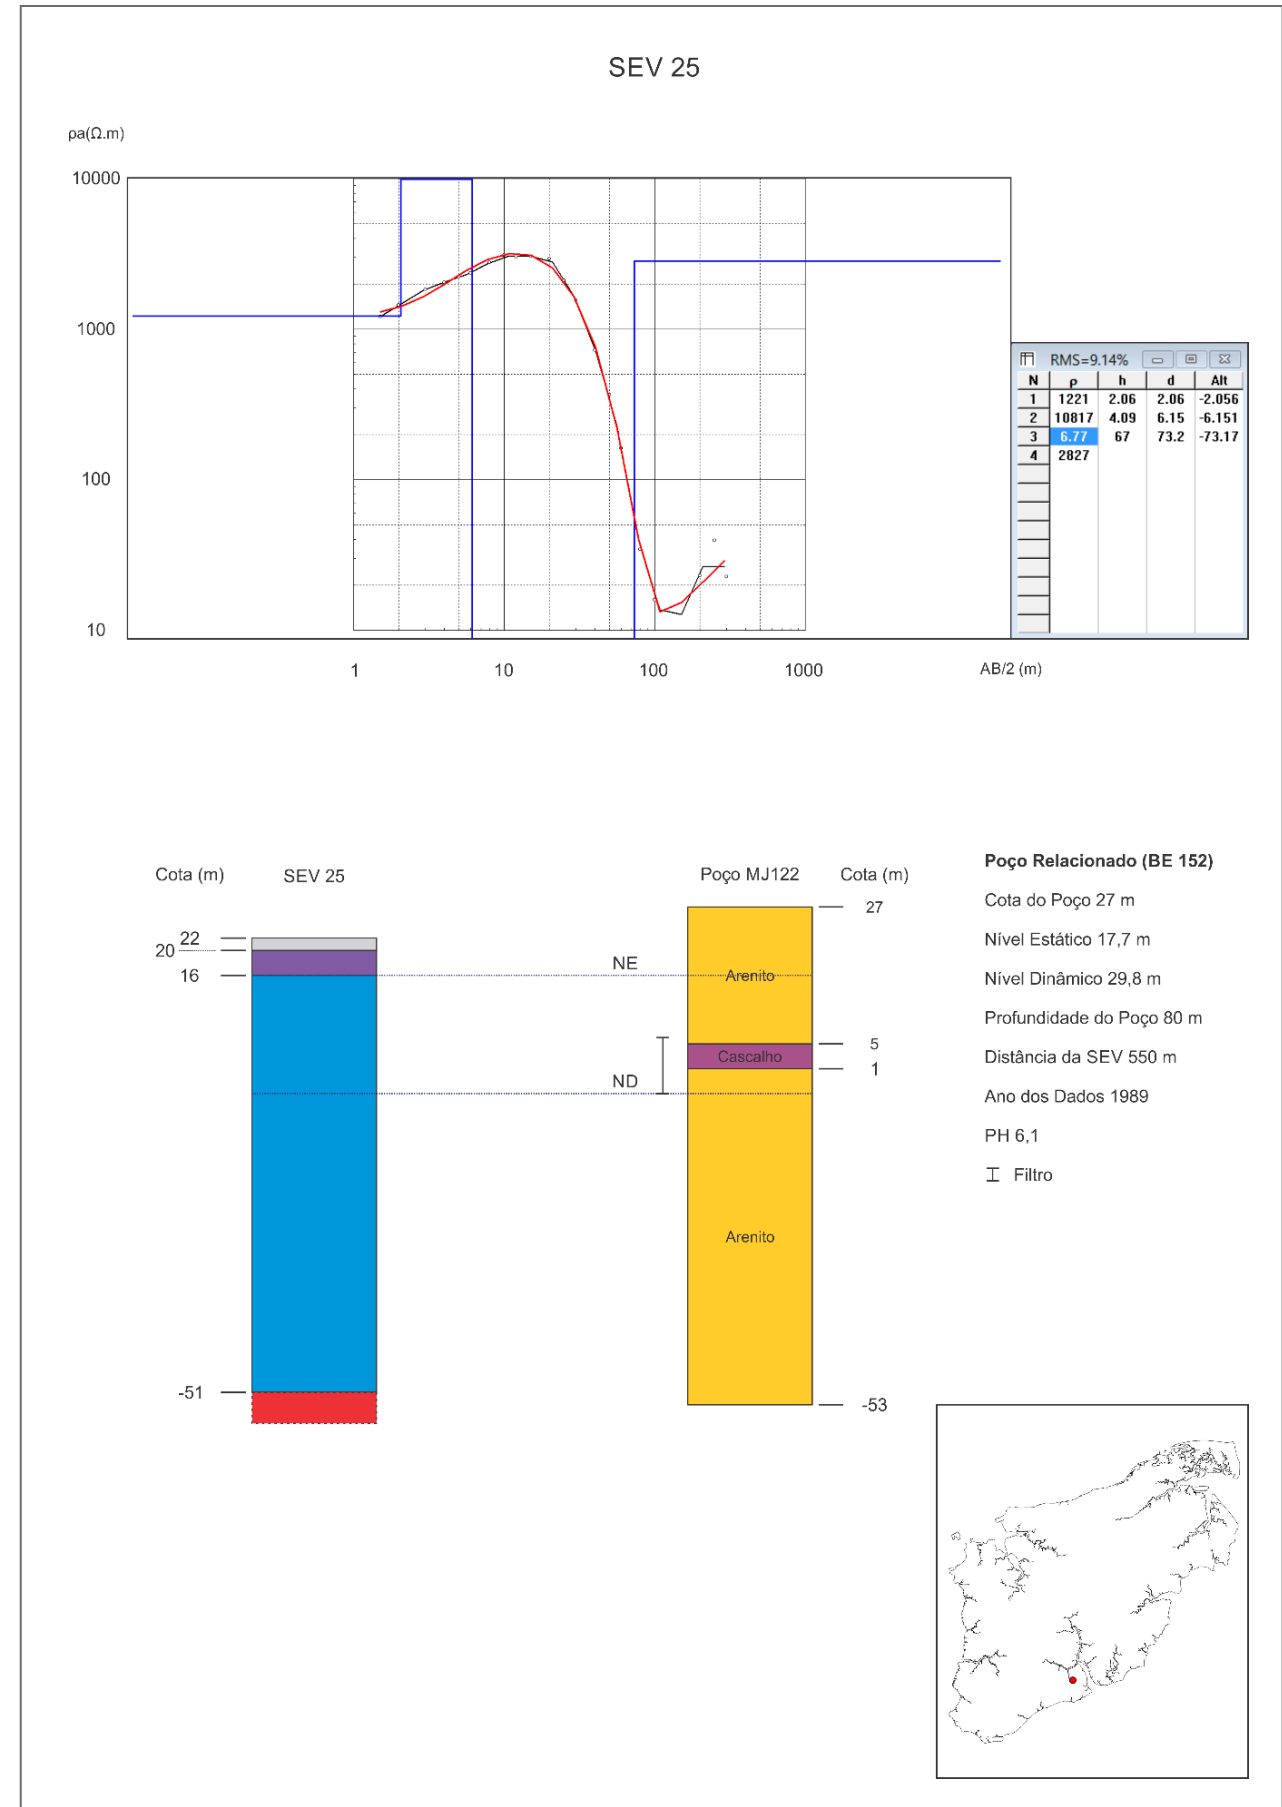 SEV 25
ρa(Ω.m)
10000
1000
100
10
1 10 100 1000 AB/2 (m)
RMS=9.14%
N ρ h d Alt
1 1221 2.06 2.06 -2.056
2 10817 4.09 6.15 -6.151
3 6.77 67 73.2 -73.17
4 2827
Cota (m) SEV 25
22
20
16
-51
Poço MJ122 Cota (m)
27
NE
Arenito
5
Cascalho
1
ND
Arenito
-53
Poço Relacionado (BE 152)
Cota do Poço 27 m
Nível Estático 17,7 m
Nível Dinâmico 29,8 m
Profundidade do Poço 80 m
Distância da SEV 550 m
Ano dos Dados 1989
PH 6,1
Filtro